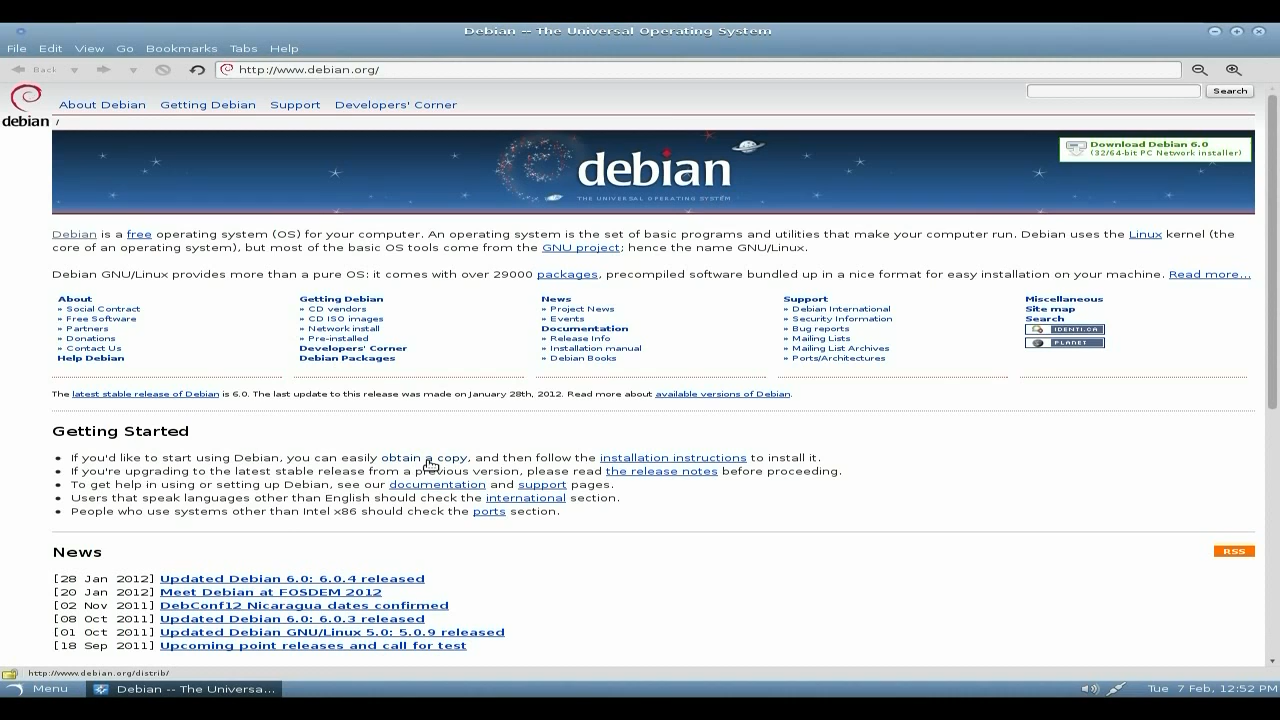 Debian -- The Universal Operating System
File Edit View Go Bookmarks Tabs Help
Back http://www.debian.org/
Search
About Debian Getting Debian Support Developers' Corner
debian /
Download Debian 6.0
(32/64-bit PC Network installer)
debian
THE UNIVERSAL OPERATING SYSTEM
Debian is a free operating system (OS) for your computer. An operating system is the set of basic programs and utilities that make your computer run. Debian uses the Linux kernel (the
core of an operating system), but most of the basic OS tools come from the GNU project; hence the name GNU/Linux.
Debian GNU/Linux provides more than a pure OS: it comes with over 29000 packages, precompiled software bundled up in a nice format for easy installation on your machine. Read more...
About
» Social Contract
» Free Software
» Partners
» Donations
» Contact Us
Help Debian
Getting Debian
» CD vendors
» CD ISO images
» Network install
» Pre-installed
Developers' Corner
Debian Packages
News
» Project News
» Events
Documentation
» Release Info
» Installation manual
» Debian Books
Support
» Debian International
» Security Information
» Bug reports
» Mailing Lists
» Mailing List Archives
» Ports/Architectures
Miscellaneous
Site map
Search
IDENTI.CA
PLANET
The latest stable release of Debian is 6.0. The last update to this release was made on January 28th, 2012. Read more about available versions of Debian.
Getting Started
• If you'd like to start using Debian, you can easily obtain a copy, and then follow the installation instructions to install it.
• If you're upgrading to the latest stable release from a previous version, please read the release notes before proceeding.
• To get help in using or setting up Debian, see our documentation and support pages.
• Users that speak languages other than English should check the international section.
• People who use systems other than Intel x86 should check the ports section.
News
RSS
[28 Jan 2012] Updated Debian 6.0: 6.0.4 released
[20 Jan 2012] Meet Debian at FOSDEM 2012
[02 Nov 2011] DebConf12 Nicaragua dates confirmed
[08 Oct 2011] Updated Debian 6.0: 6.0.3 released
[01 Oct 2011] Updated Debian GNU/Linux 5.0: 5.0.9 released
[18 Sep 2011] Upcoming point releases and call for test
http://www.debian.org/distrib/
Menu Debian -- The Universa... Tue 7 Feb, 12:52 PM